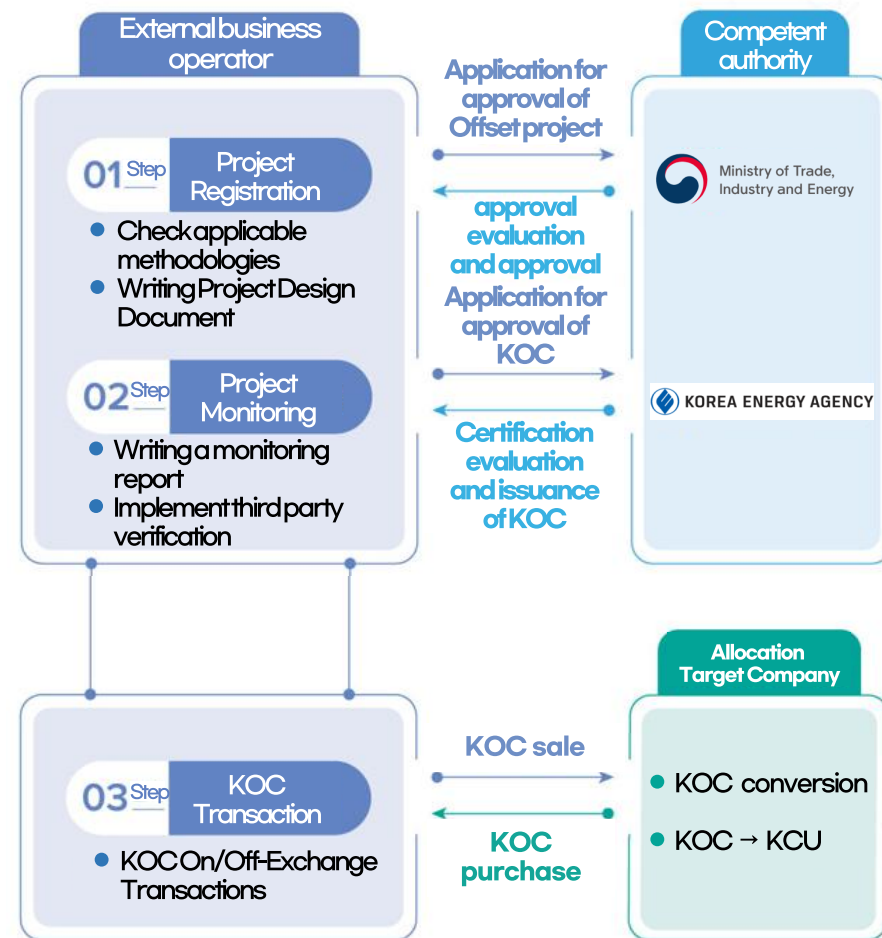 External business
operator
Competent
authority
Application for
approval of
Offset project
01 Step
Project
Registration
Ministry of Trade,
Industry and Energy
Check applicable
methodologies
Writing Project Design
Document
approval
evaluation
and approval
Application for
approval of
KOC
02 Step
Project
Monitoring
KOREA ENERGY AGENCY
Writing a monitoring
report
Implement third party
verification
Certification
evaluation
and issuance
of KOC
Allocation
Target Company
03 Step
KOC
Transaction
KOC On/Off-Exchange
Transactions
KOC sale
KOC
purchase
KOC conversion
KOC → KCU